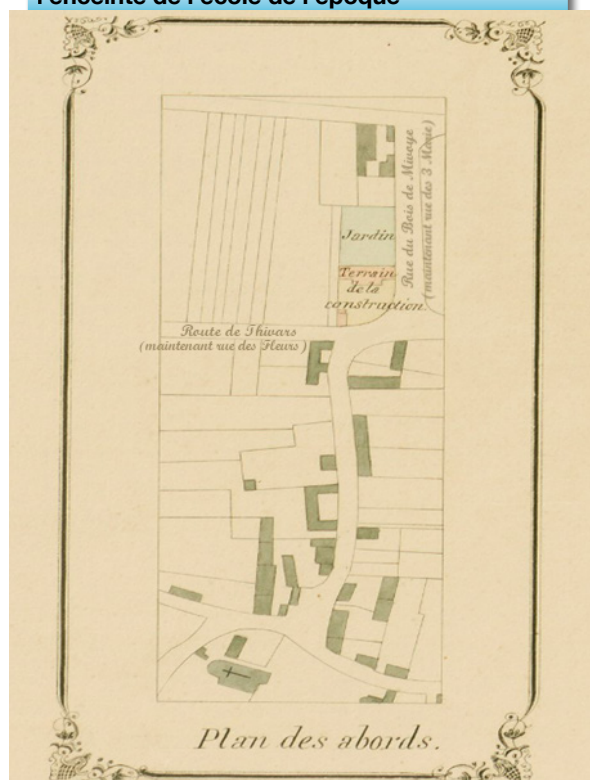 l'enceinte de l'école de l'époque
Rue du Bois de Mivoye
(maintenant rue des 3 Marie)
Jardin
Terrain
de la
construction
Route de Thivars
(maintenant rue des Fleurs)
Plan des abords.